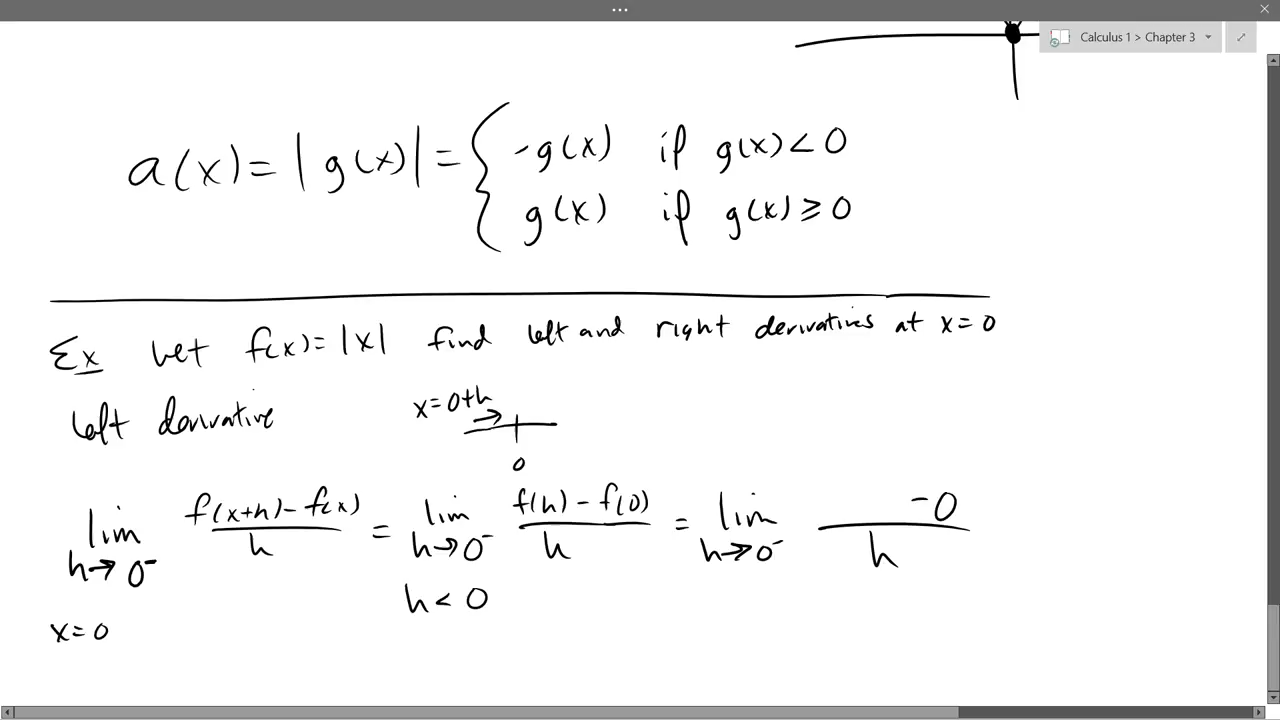 Calculus 1 > Chapter 3
a(x) = |g(x)| = { -g(x) if g(x) < 0
g(x) if g(x) ≥ 0
Ex Let f(x) = |x| find left and right derivatives at x = 0
left derivative
x = 0+h
0
lim h→0⁻ (f(x+h) - f(x))/h = lim h→0⁻ (f(h) - f(0))/h = lim h→0⁻ ( - 0)/h
h < 0
x = 0